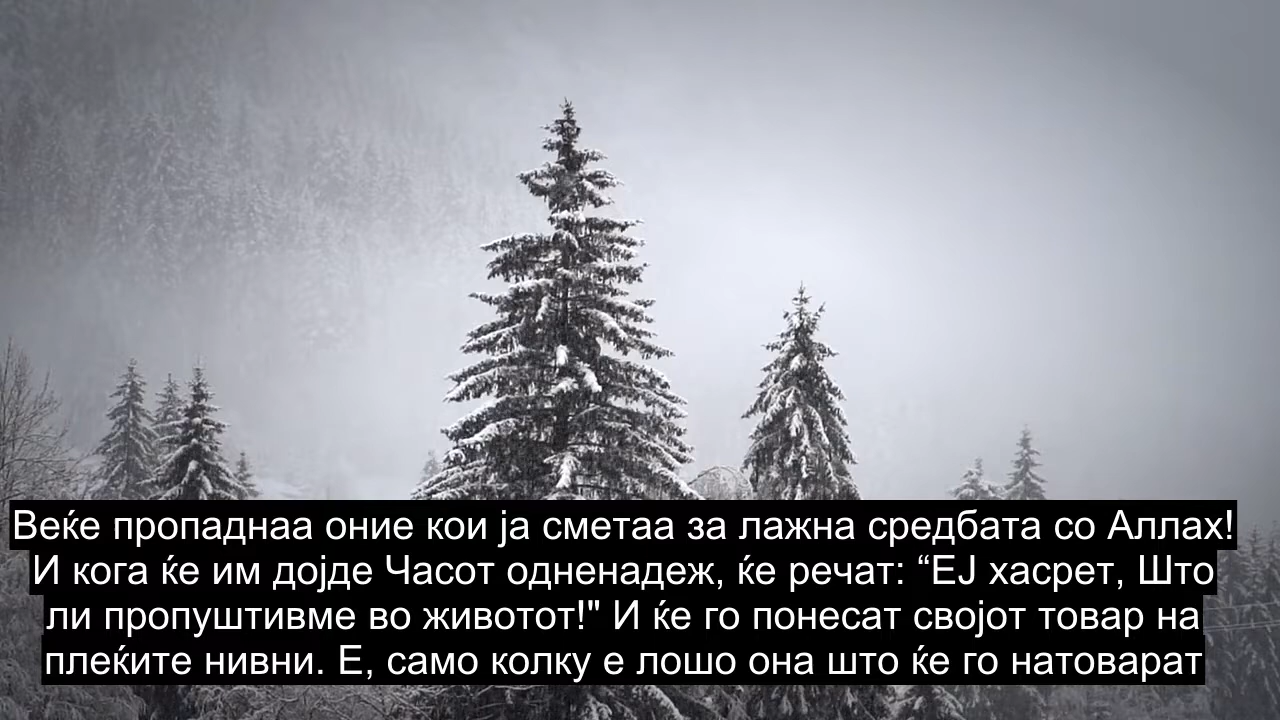 Веќе пропаднаа оние кои ја сметаа за лажна средбата со Аллах!
И кога ќе им дојде Часот одненадеж, ќе речат: “ЕЈ хасрет, Што
ли пропуштивме во животот!" И ќе го понесат својот товар на
плеќите нивни. Е, само колку е лошо она што ќе го натоварат